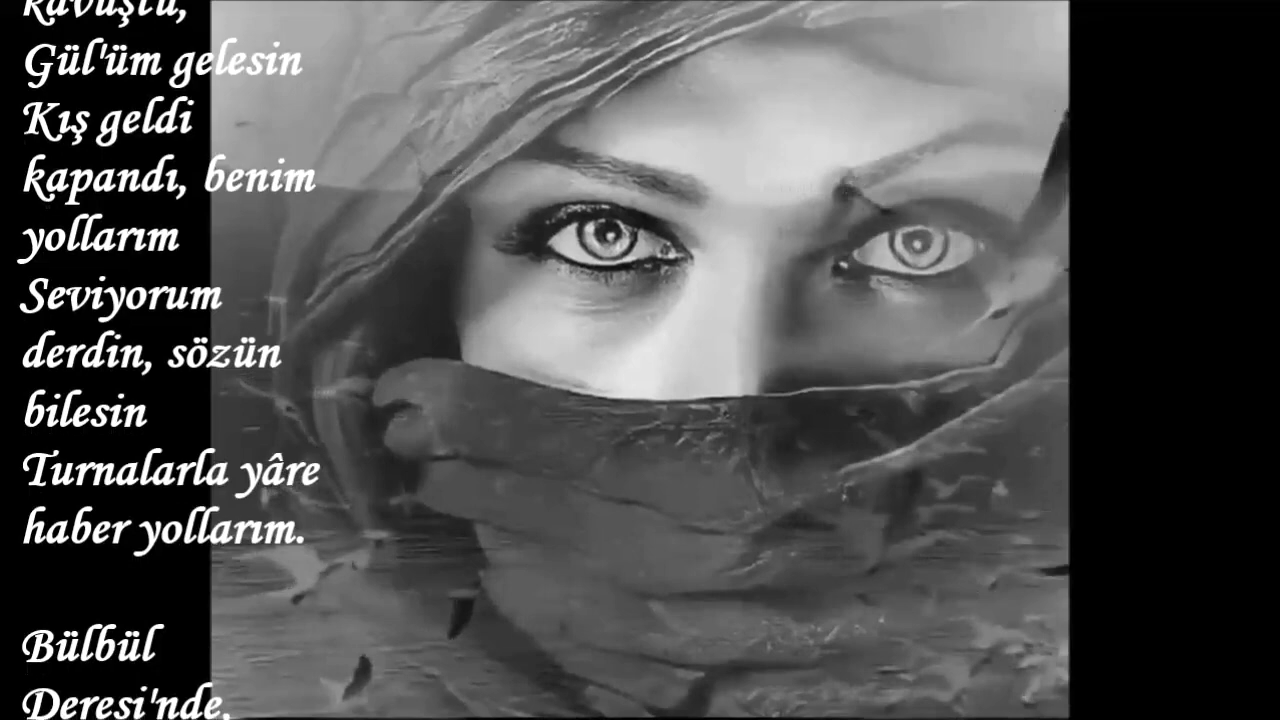 kavuştu,
Gül'üm gelesin
Kış geldi
kapandı, benim
yollarım
Seviyorum
derdin, sözün
bilesin
Turnalarla yâre
haber yollarım.
Bülbül
Deresi'nde,